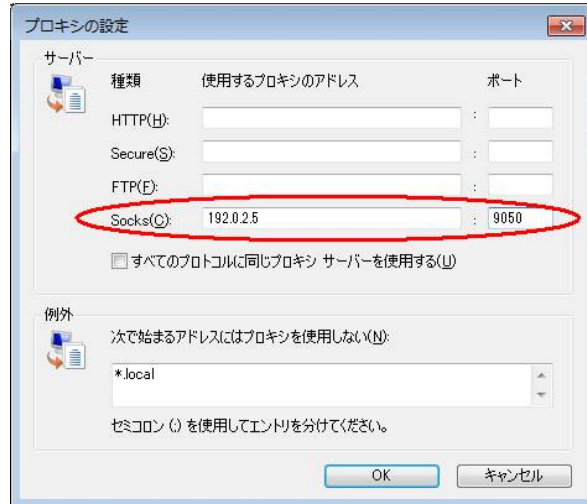 プロキシの設定
サーバー
種類 使用するプロキシのアドレス ポート
HTTP(H): :
Secure(S): :
FTP(F): :
Socks(C): 192.0.2.5 : 9050
すべてのプロトコルに同じプロキシ サーバーを使用する(U)
例外
次で始まるアドレスにはプロキシを使用しない(N):
*.local
セミコロン (;) を使用してエントリを分けてください。
OK キャンセル